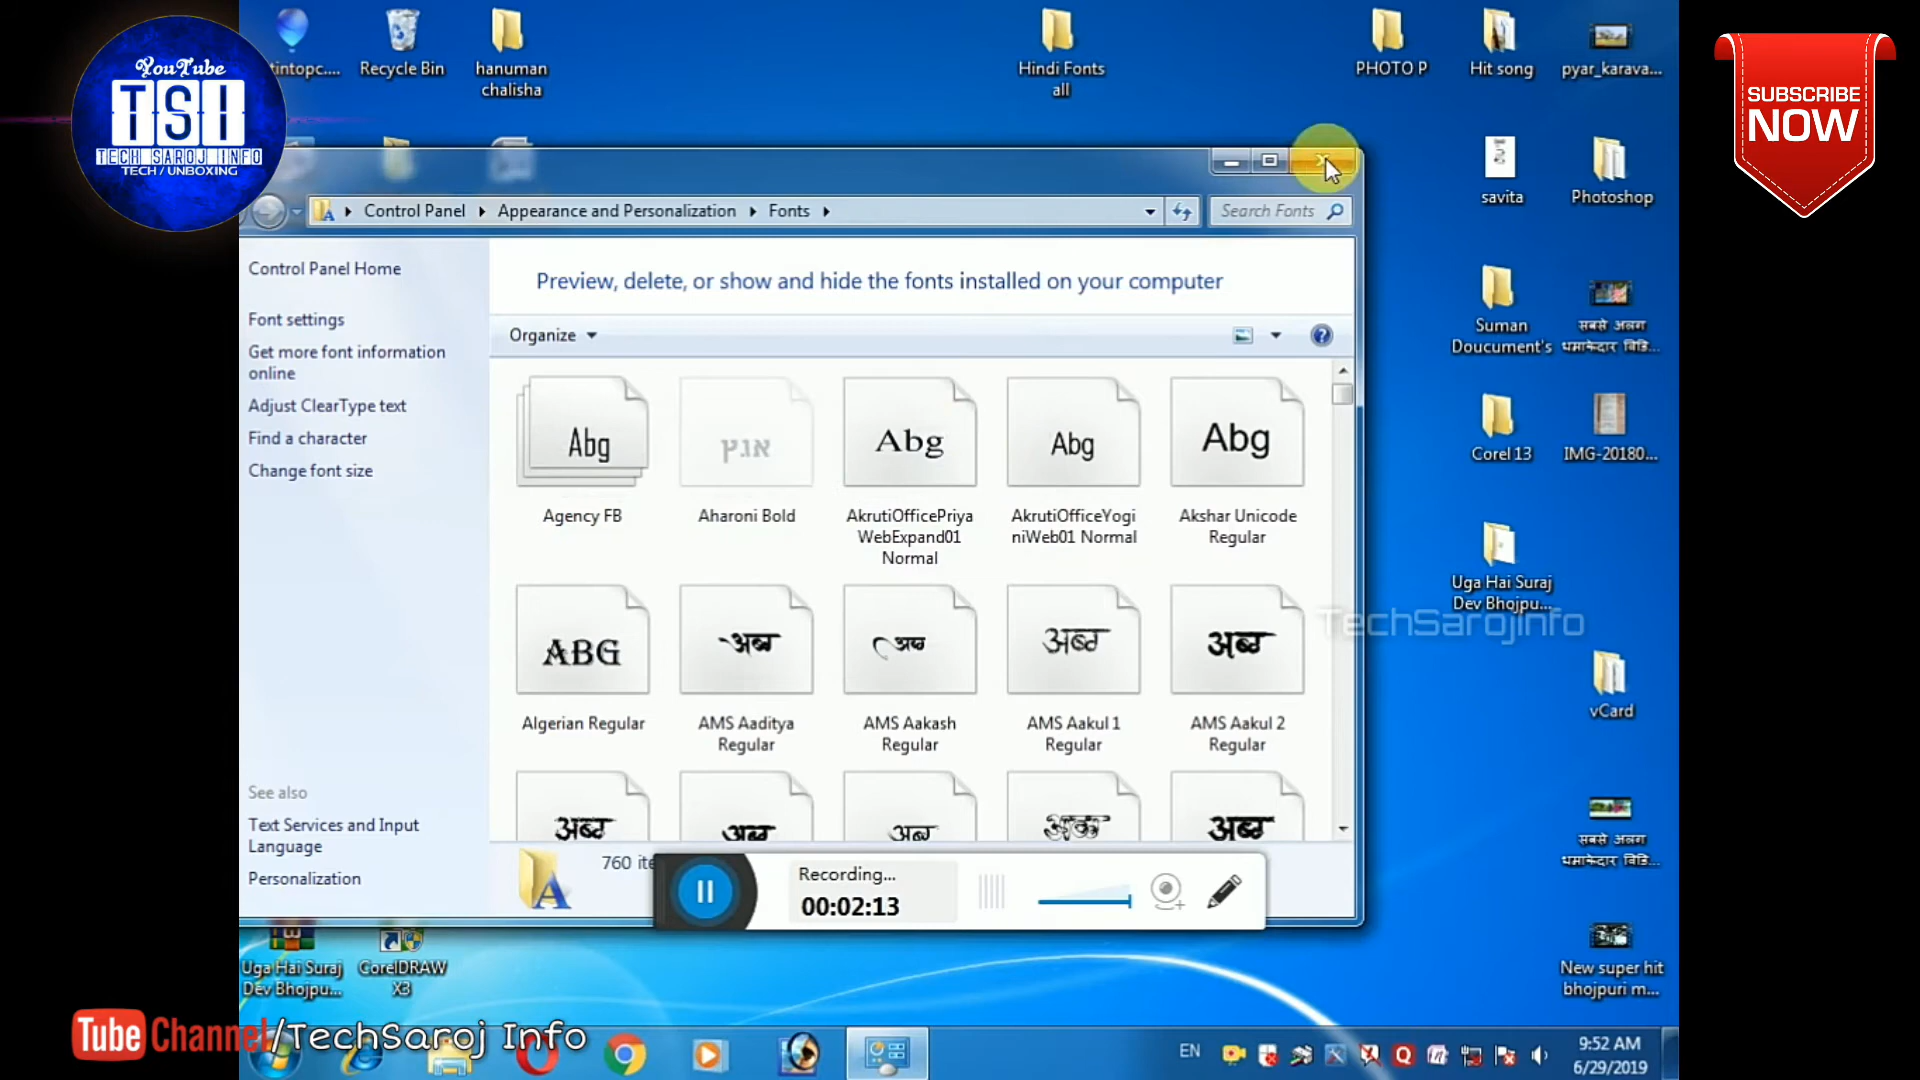 YouTube
TSI
TECH SAROJ INFO
TECH / UNBOXING
tintopc....
Recycle Bin
hanuman
chalisha
Hindi Fonts
all
PHOTO P
Hit song
pyar_karava...
SUBSCRIBE
NOW
savita
Photoshop
Control Panel
Appearance and Personalization
Fonts
Search Fonts
Control Panel Home
Preview, delete, or show and hide the fonts installed on your computer
Font settings
Get more font information
online
Adjust ClearType text
Find a character
Change font size
Organize
Suman
Doucument's
सबसे अलग
धमाकेदार विडि...
Abg
אנץ
Abg
Abg
Abg
Agency FB
Aharoni Bold
AkrutiOfficePriya
WebExpand01
Normal
AkrutiOfficeYogi
niWeb01 Normal
Akshar Unicode
Regular
Corel 13
IMG-20180...
Uga Hai Suraj
Dev Bhojpu...
TechSarojinfo
ABG
अब्ग
अब्ग
अब्ग
अब्ग
Algerian Regular
AMS Aaditya
Regular
AMS Aakash
Regular
AMS Aakul 1
Regular
AMS Aakul 2
Regular
vCard
See also
Text Services and Input
Language
Personalization
अब्ग
अब्ग
अब्ग
अब्ग
अब्ग
सबसे अलग
धमाकेदार विडि...
760 ite
Recording...
00:02:13
Uga Hai Suraj
Dev Bhojpu...
CorelDRAW
X3
New super hit
bhojpuri m...
Tube Channel/TechSaroj Info
EN
9:52 AM
6/29/2019